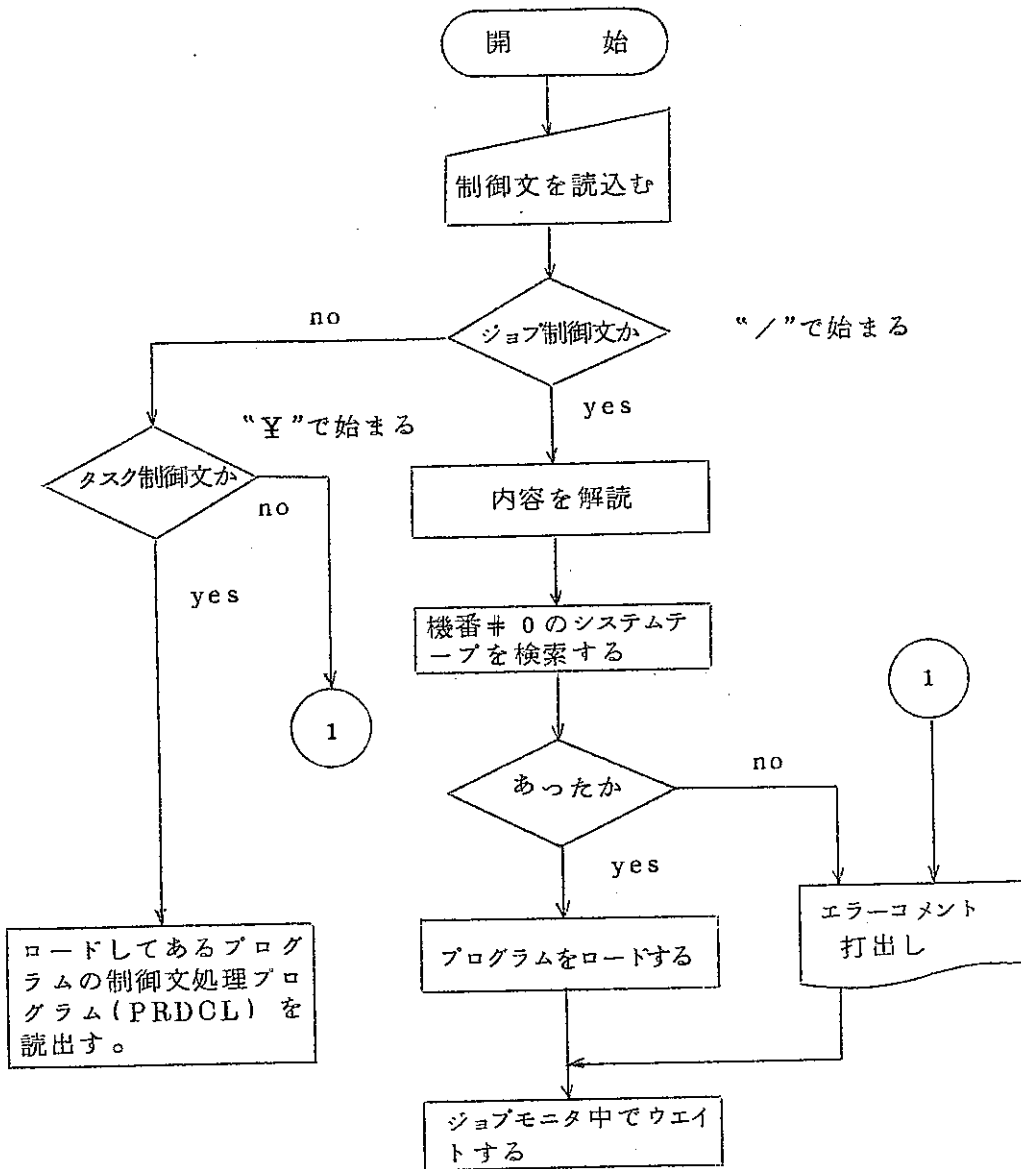 開 始
制御文を読込む
no
ジョブ制御文か
“/”で始まる
yes
“¥”で始まる
タスク制御文か
no
yes
内容を解読
機番# 0のシステムテ
ープを検索する
1
1
あったか
no
yes
プログラムをロードする
エラーコメント
打出し
ロードしてあるプログ
ラムの制御文処理プロ
グラム(PRDCL)を
読出す。
ジョブモニタ中でウエイ
トする